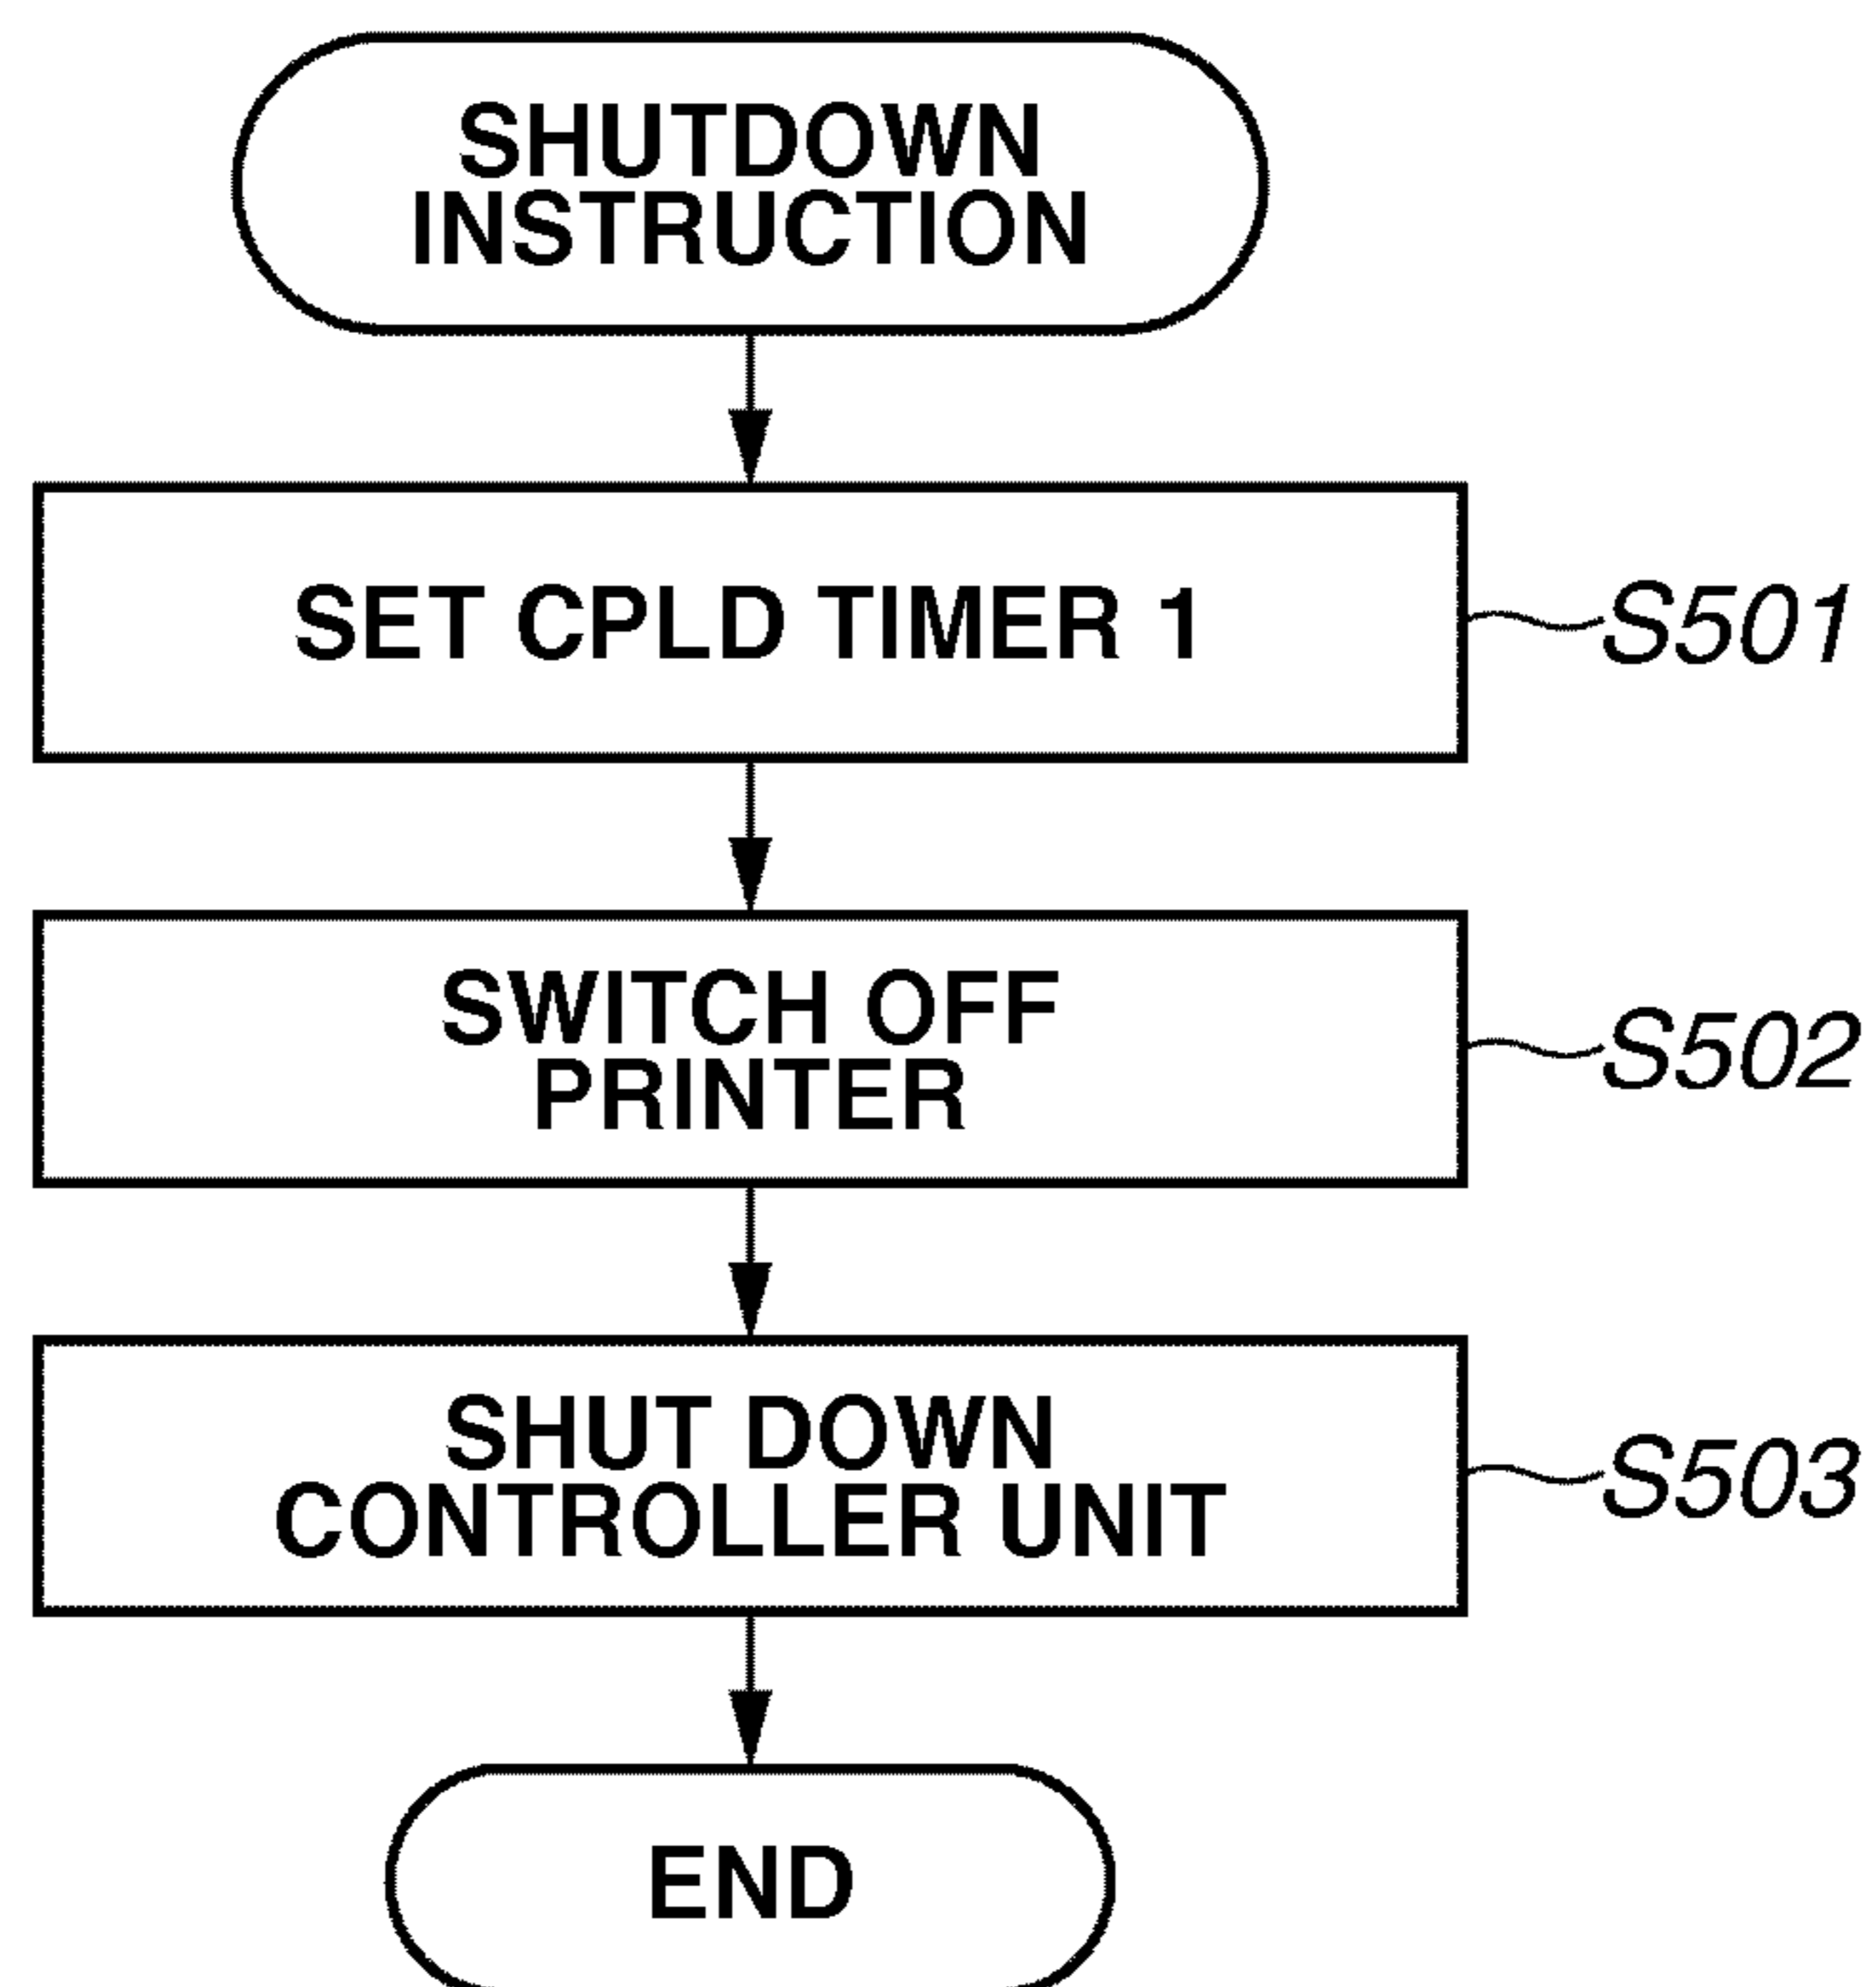 SHUTDOWN
INSTRUCTION
SET CPLD TIMER 1
S501
SWITCH OFF
PRINTER
S502
SHUT DOWN
CONTROLLER UNIT
S503
END